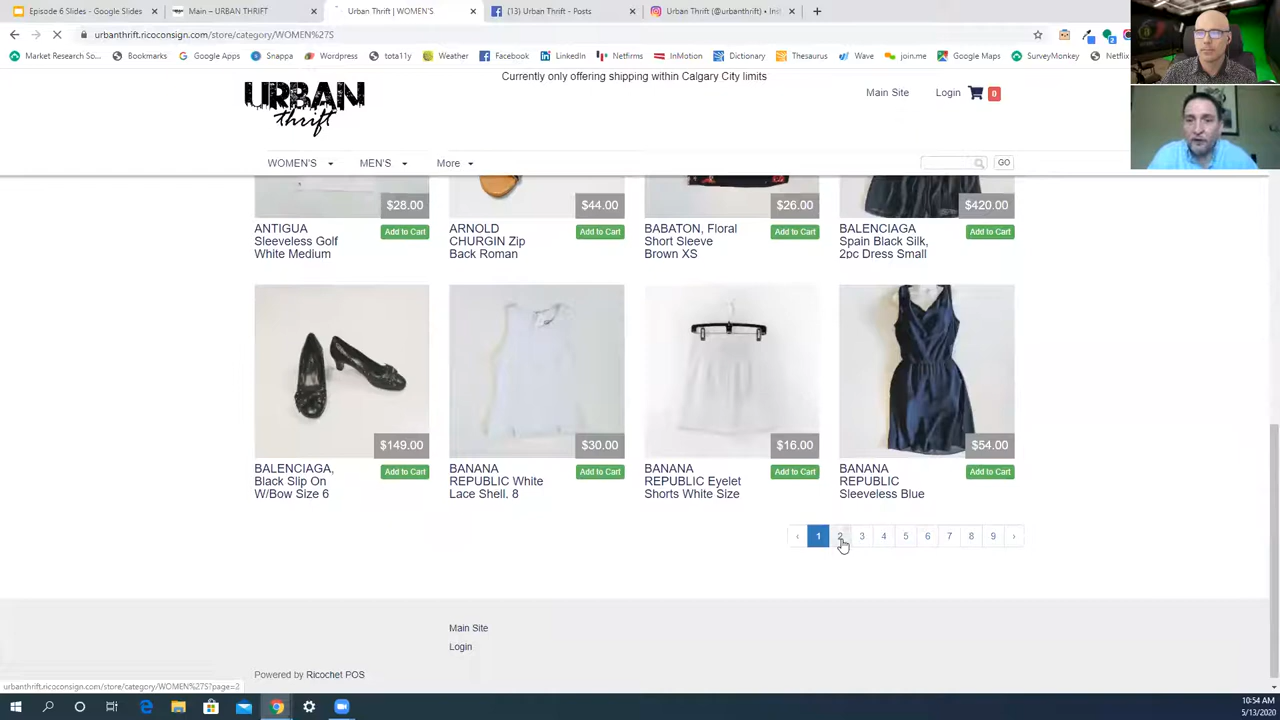 Episode 6 Slides - Google Slides
Main – URBAN THRIFT
Urban Thrift | WOMEN'S
(13) Urban Thrift - Posts
Urban Thrift (@urbanthrift) • Inst
urbanthrift.ricoconsign.com/store/category/WOMEN%27S
Market Research So...
Bookmarks
Google Apps
Snappa
Wordpress
tota11y
Weather
Facebook
LinkedIn
Netfirms
InMotion
Dictionary
Thesaurus
Wave
join.me
Google Maps
SurveyMonkey
Netflix
Currently only offering shipping within Calgary City limits
URBAN
thrift
Main Site
Login
0
WOMEN'S
MEN'S
More
GO
$28.00
$44.00
$26.00
$420.00
ANTIGUA
Sleeveless Golf
White Medium
Add to Cart
ARNOLD
CHURGIN Zip
Back Roman
Add to Cart
BABATON, Floral
Short Sleeve
Brown XS
Add to Cart
BALENCIAGA
Spain Black Silk,
2pc Dress Small
Add to Cart
$149.00
$30.00
$16.00
$54.00
BALENCIAGA,
Black Slip On
W/Bow Size 6
Add to Cart
BANANA
REPUBLIC White
Lace Shell, 8
Add to Cart
BANANA
REPUBLIC Eyelet
Shorts White Size
Add to Cart
BANANA
REPUBLIC
Sleeveless Blue
Add to Cart
‹ 1 2 3 4 5 6 7 8 9 ›
Main Site
Login
Powered by Ricochet POS
urbanthrift.ricoconsign.com/store/category/WOMEN%27S?page=2
10:54 AM
5/13/2020